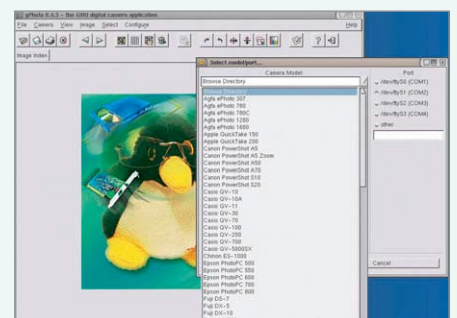 gPhoto 0.4.3 - the GNU digital camera application
File Camera View Image Select Configure Help
Image Index
Select model/port...
Camera Model:
Browse Directory
Browse Directory
Agfa ePhoto 307
Agfa ePhoto 780
Agfa ePhoto 780C
Agfa ePhoto 1280
Agfa ePhoto 1680
Apple QuickTake 150
Apple QuickTake 200
Canon PowerShot A5
Canon PowerShot A5 Zoom
Canon PowerShot A50
Canon PowerShot A70
Canon PowerShot S10
Canon PowerShot S20
Casio QV-10
Casio QV-10A
Casio QV-11
Casio QV-30
Casio QV-70
Casio QV-100
Casio QV-200
Casio QV-700
Casio QV-5000SX
Chinon ES-1000
Epson PhotoPC 500
Epson PhotoPC 550
Epson PhotoPC 600
Epson PhotoPC 700
Epson PhotoPC 800
Fuji DS-7
Fuji DX-5
Fuji DX-10
Port
/dev/ttyS0 (COM1)
/dev/ttyS1 (COM2)
/dev/ttyS2 (COM3)
/dev/ttyS3 (COM4)
other
Cancel